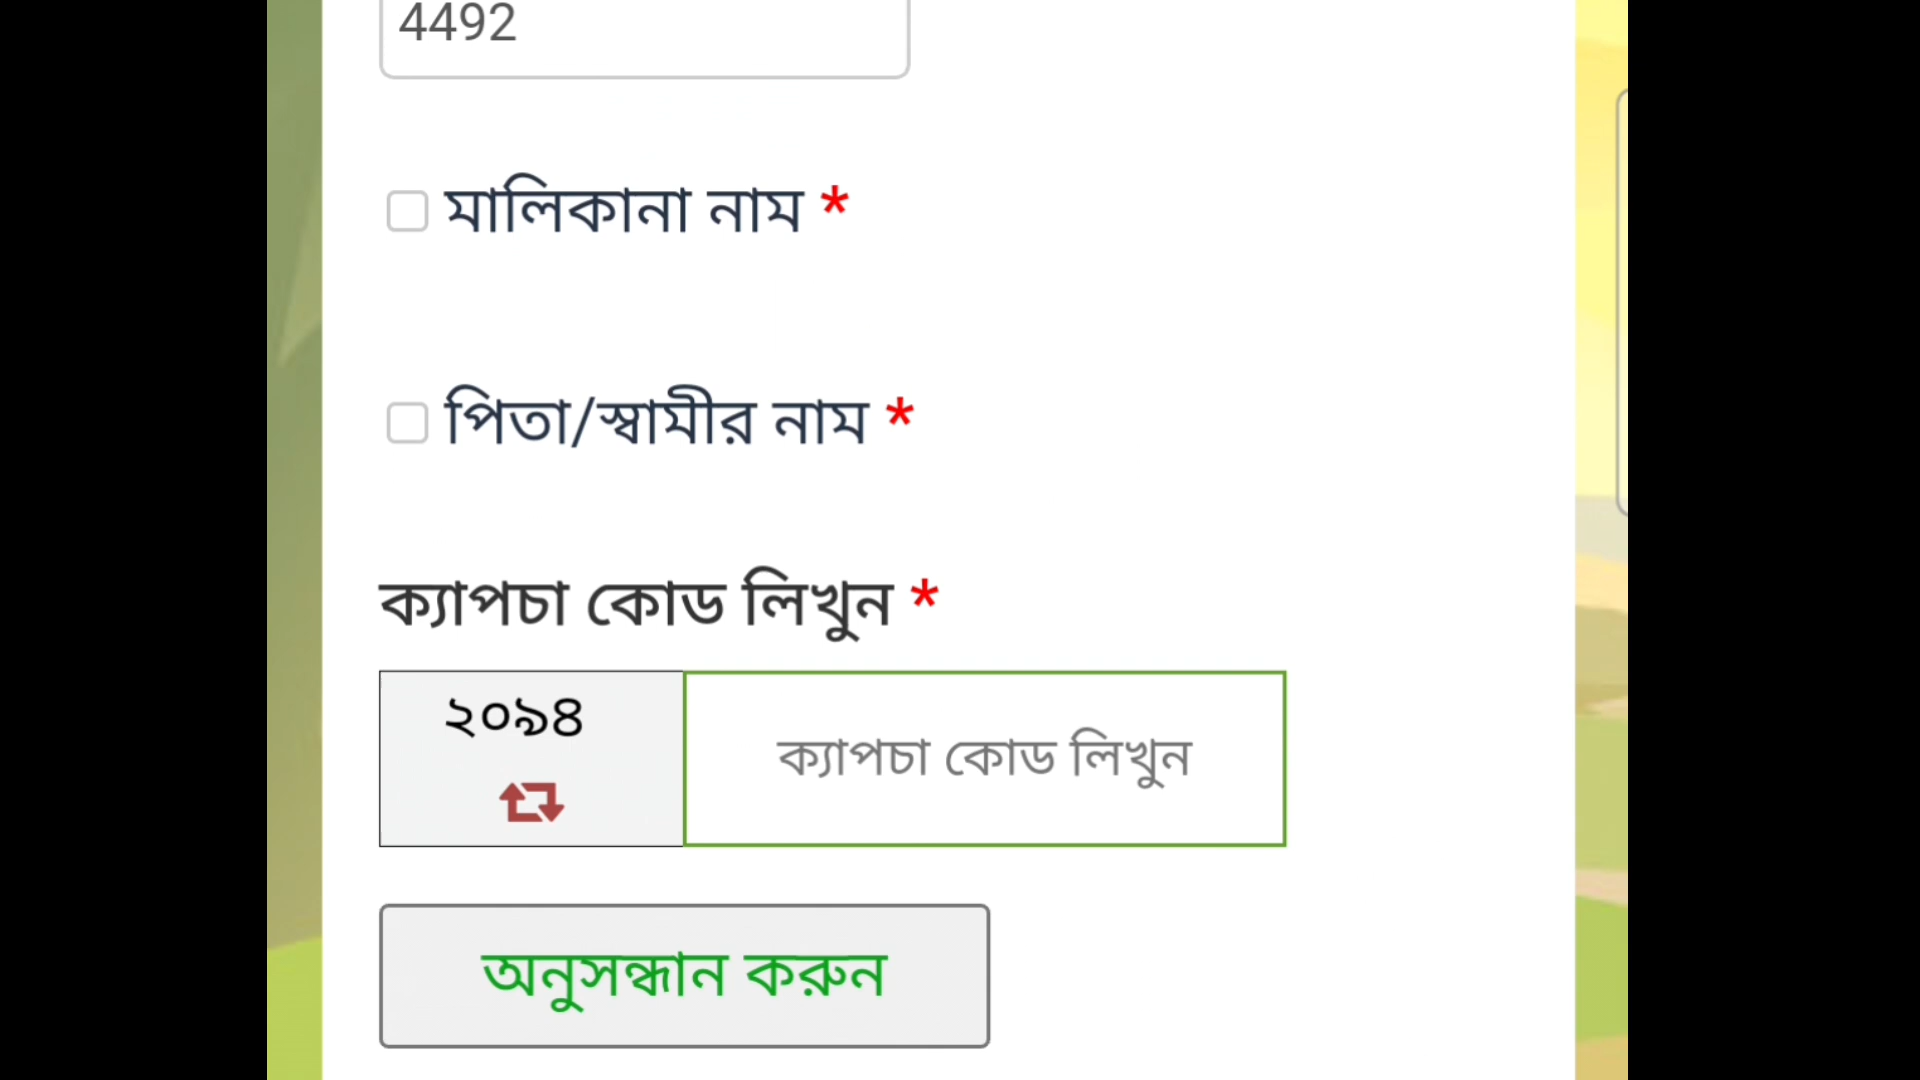 4492
মালিকানা নাম *
পিতা/স্বামীর নাম *
ক্যাপচা কোড লিখুন *
২০৯৪
ক্যাপচা কোড লিখুন
অনুসন্ধান করুন